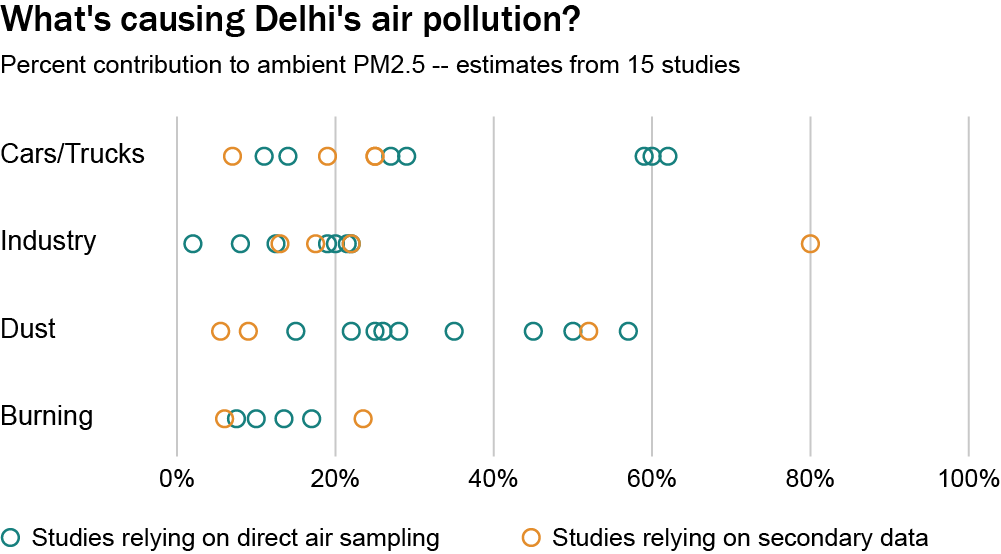 What's causing Delhi's air pollution?
Percent contribution to ambient PM2.5 -- estimates from 15 studies
Cars/Trucks
Industry
Dust
Burning
0% 20% 40% 60% 80% 100%
Studies relying on direct air sampling Studies relying on secondary data